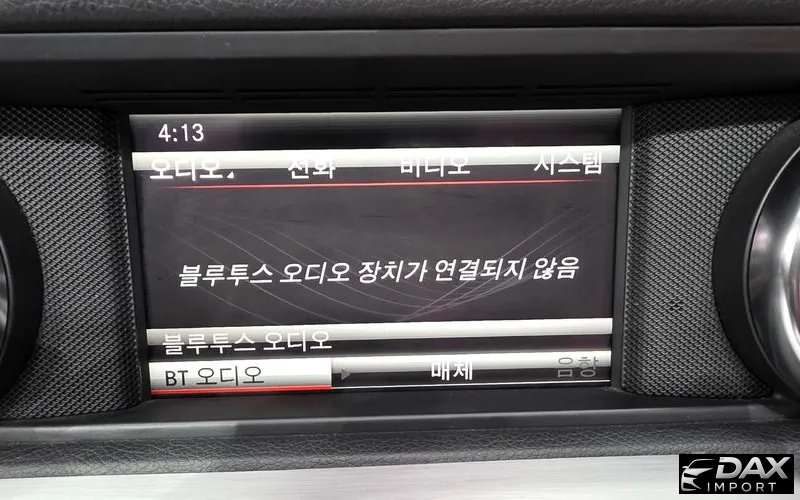 4:13
오디오 전화 비디오 시스템
블루투스 오디오 장치가 연결되지 않음
블루투스 오디오
BT 오디오 매체 음향
DAX
IMPORT